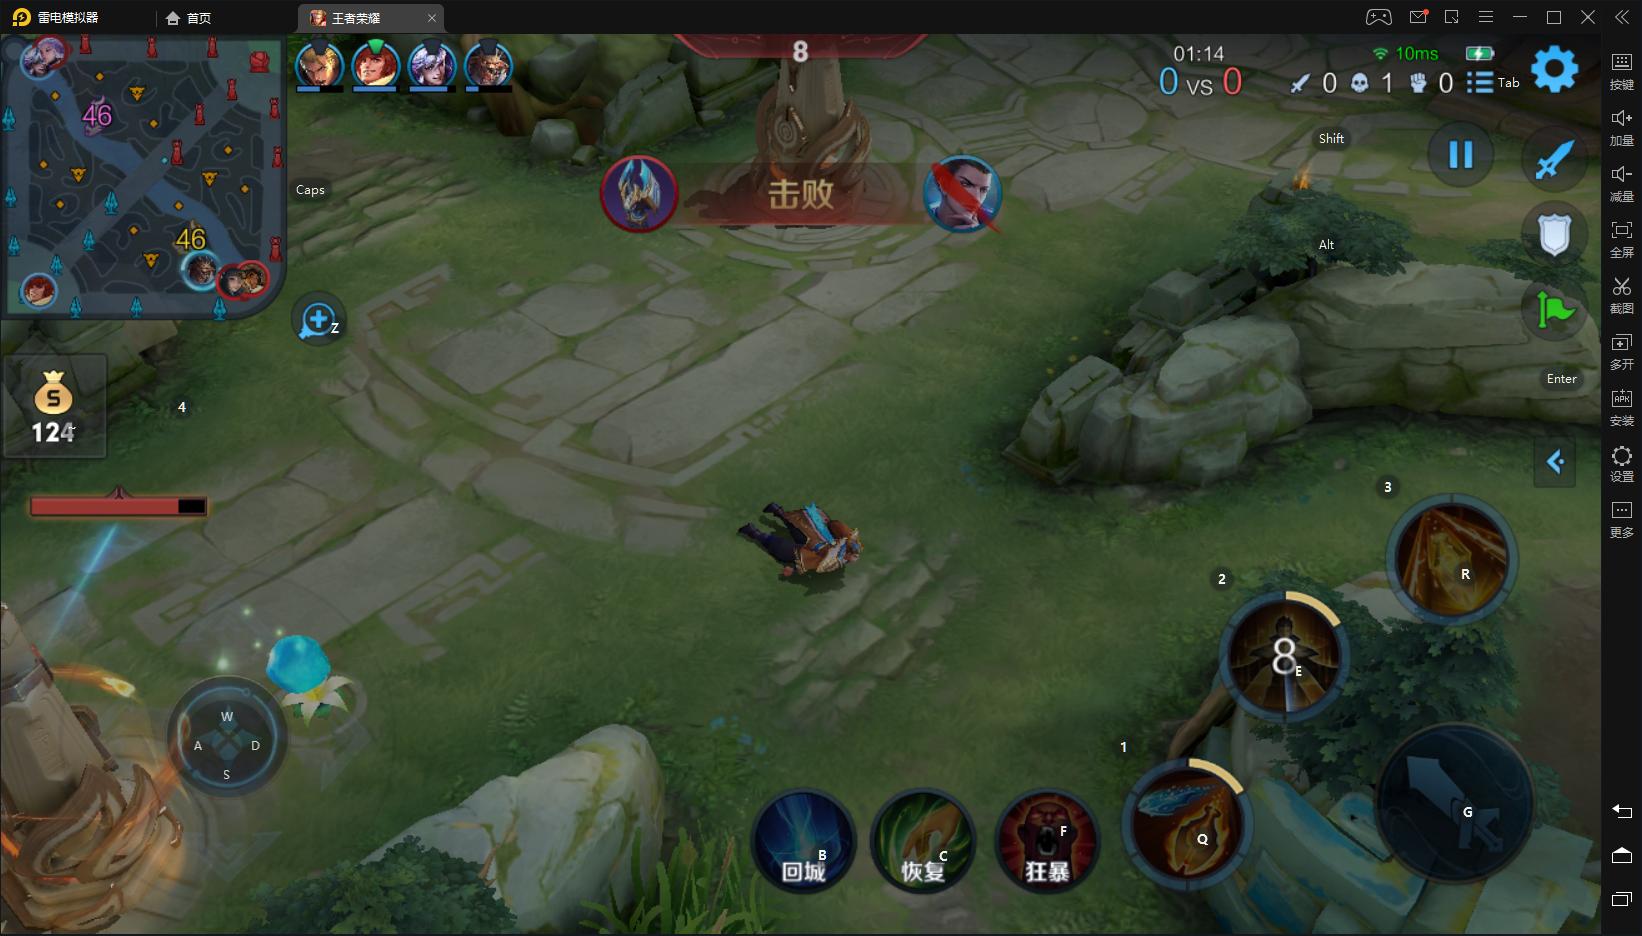 雷电模拟器
首页
王者荣耀
8
01:14
10ms
0 VS 0
0
1
0
Tab
Shift
46
击败
Caps
46
Alt
Z
Enter
124
4
3
R
2
8
E
W
A
D
S
1
G
Q
B
回城
C
恢复
F
狂暴
按键
加量
减量
全屏
截图
多开
APK
安装
设置
更多